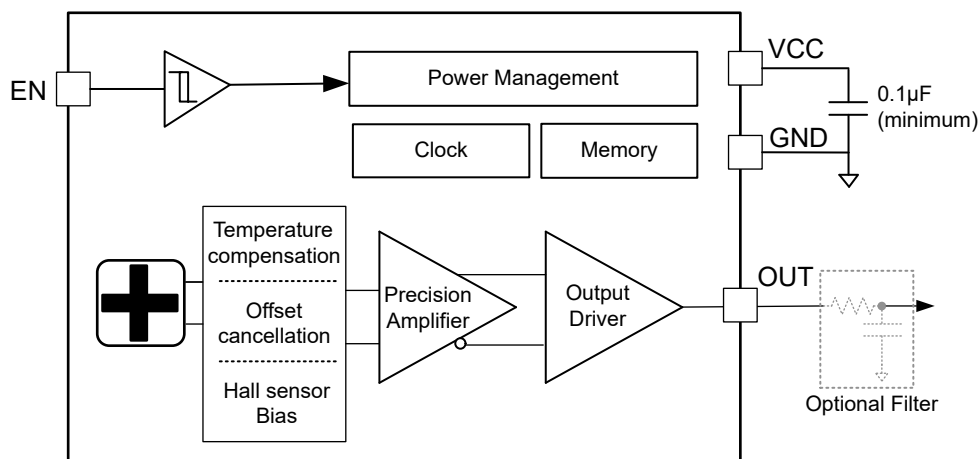 EN
Power Management
Clock
Memory
VCC
0.1µF
(minimum)
GND
Temperature
compensation
Offset
cancellation
Hall sensor
Bias
Precision
Amplifier
Output
Driver
OUT
Optional Filter